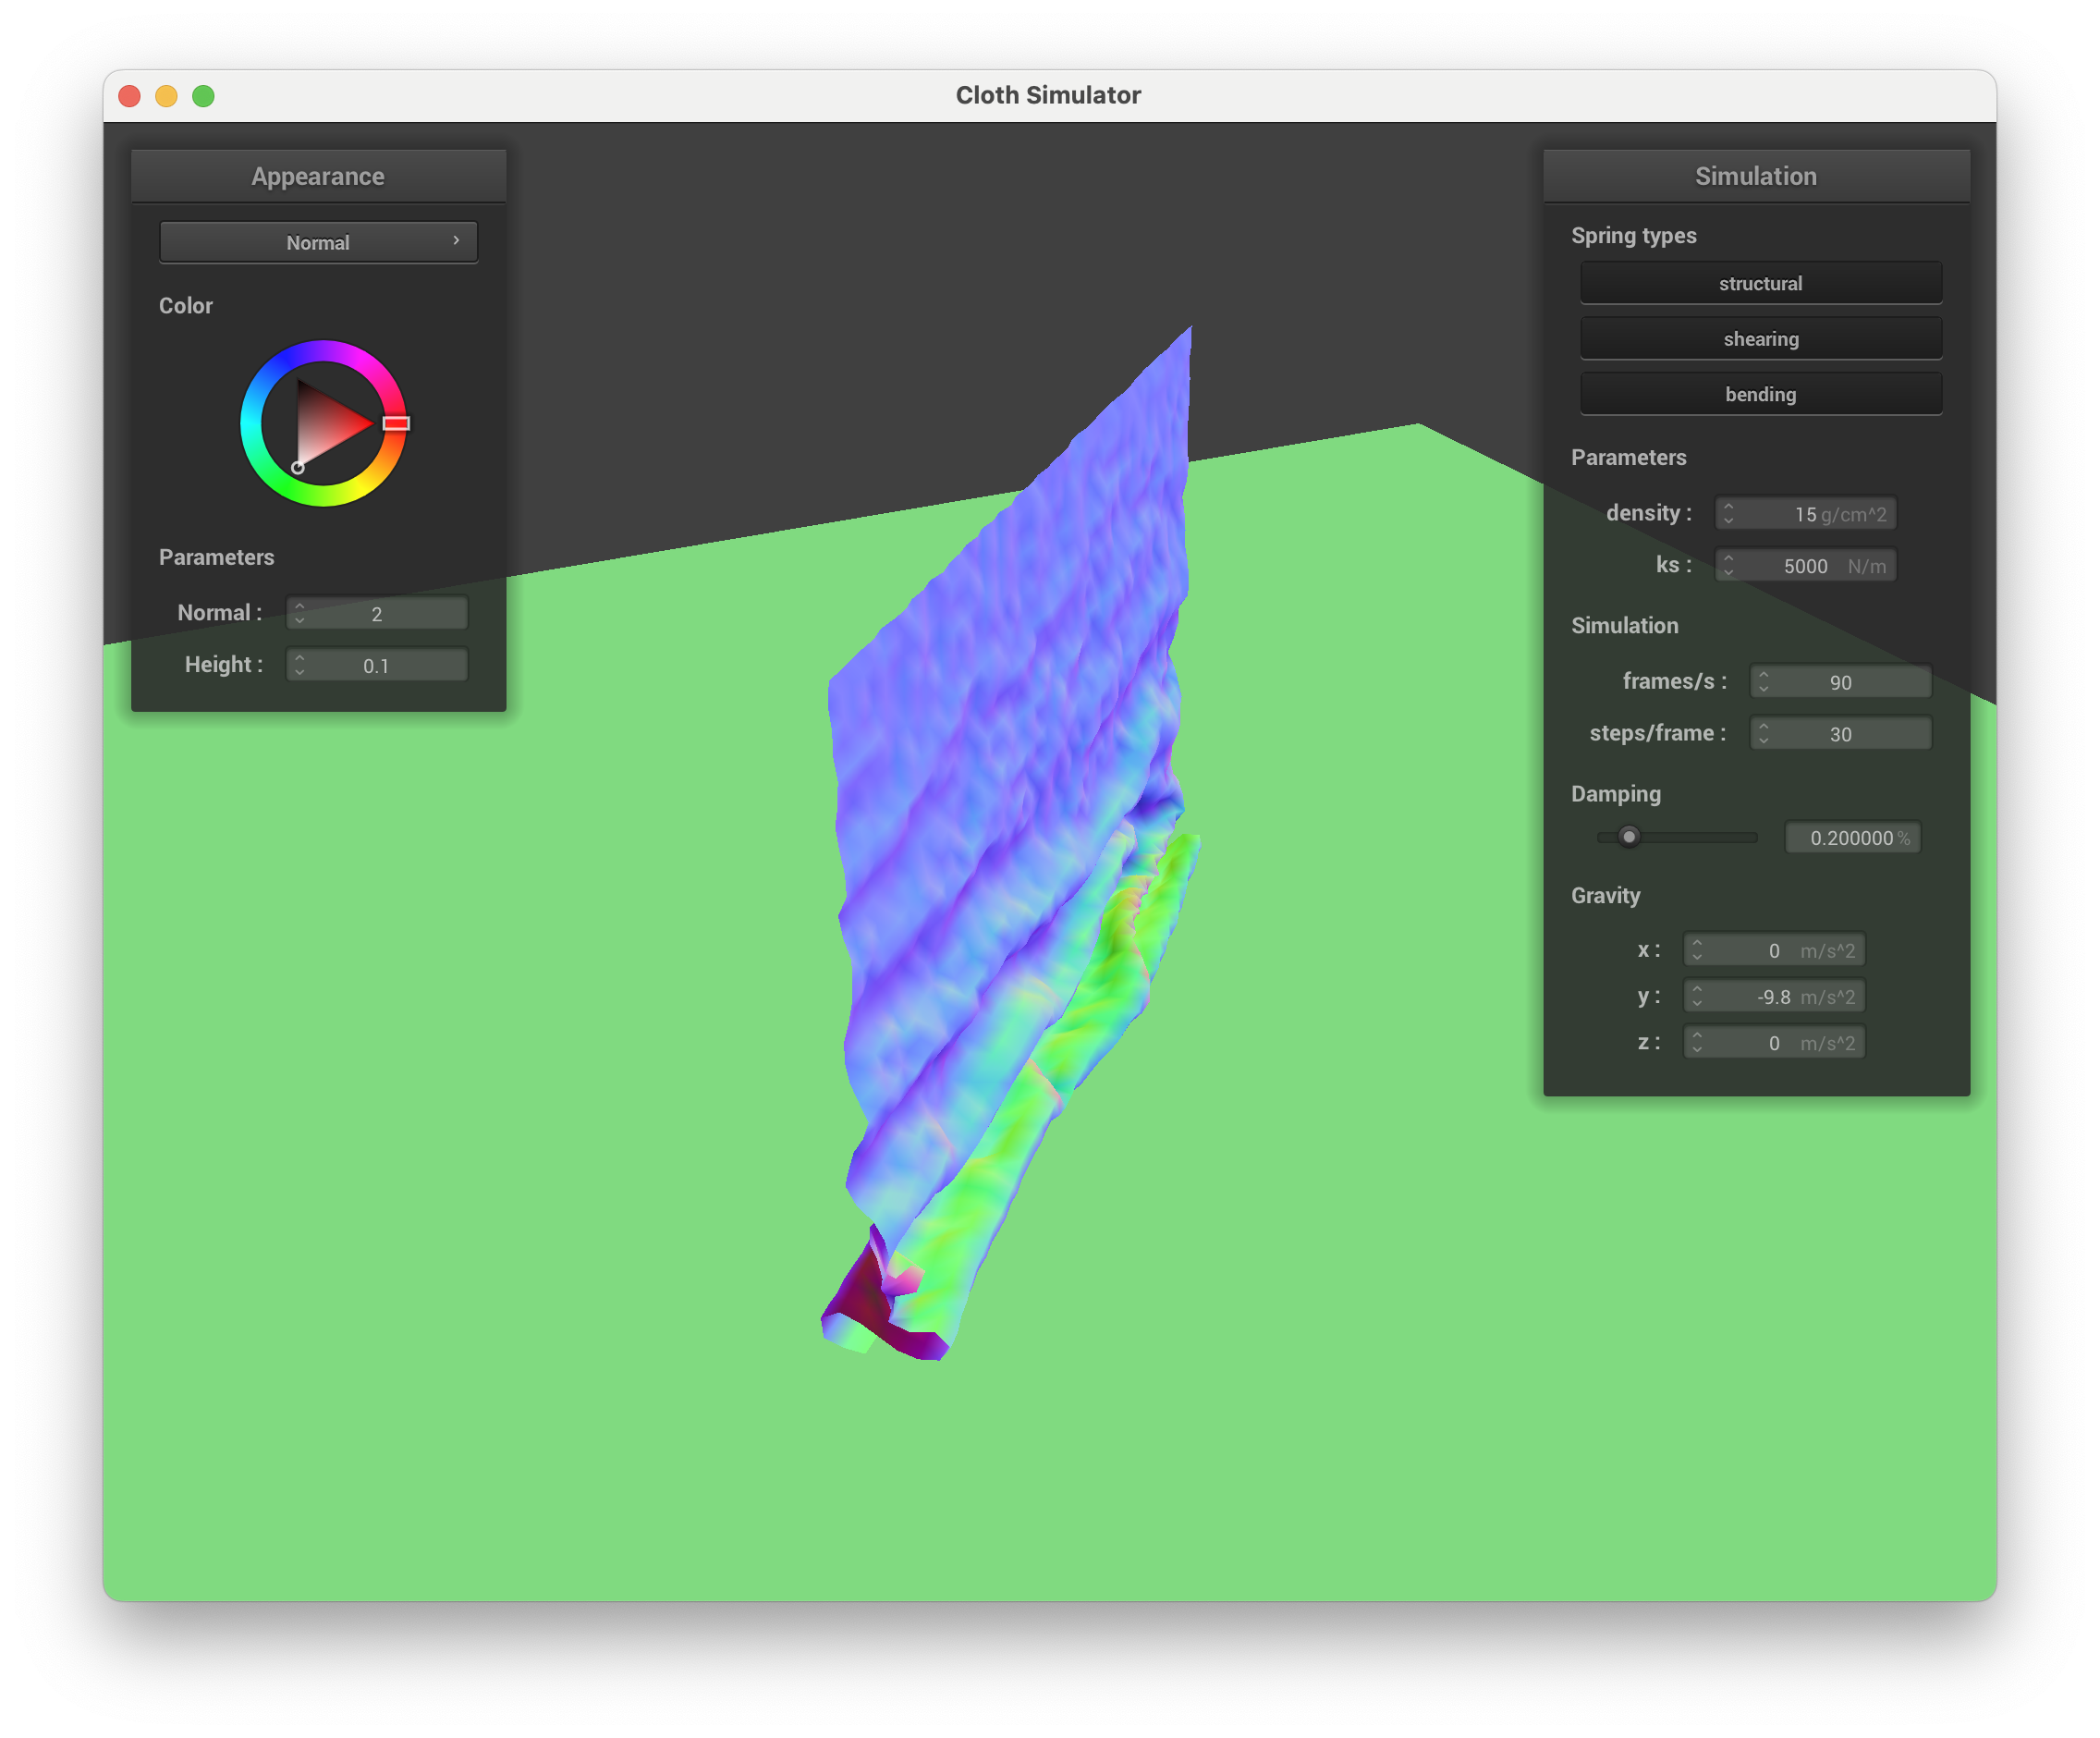 Cloth Simulator
Appearance
Normal
Color
Parameters
Normal : 2
Height : 0.1
Simulation
Spring types
structural
shearing
bending
Parameters
density : 15 g/cm^2
ks : 5000 N/m
Simulation
frames/s : 90
steps/frame : 30
Damping
0.200000 %
Gravity
x : 0 m/s^2
y : -9.8 m/s^2
z : 0 m/s^2